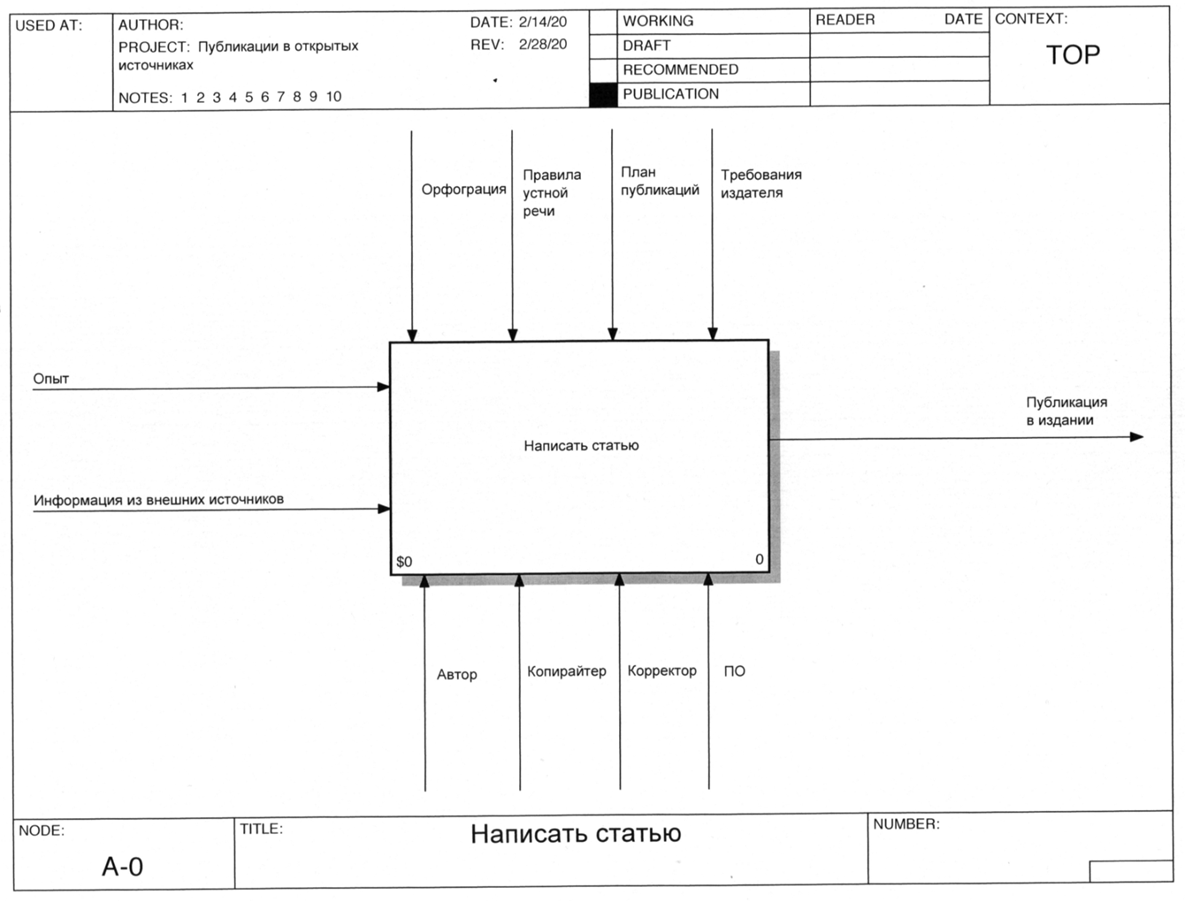 USED AT:
AUTHOR:
DATE: 2/14/20
PROJECT: Публикации в открытых
источниках
REV: 2/28/20
NOTES: 1 2 3 4 5 6 7 8 9 10
WORKING
DRAFT
RECOMMENDED
PUBLICATION
READER DATE
CONTEXT:
TOP
Орфограция
Правила
устной
речи
План
публикаций
Требования
издателя
Опыт
Информация из внешних источников
Написать статью
$0
0
Публикация
в издании
Автор
Копирайтер
Корректор
ПО
NODE:
A-0
TITLE:
Написать статью
NUMBER: